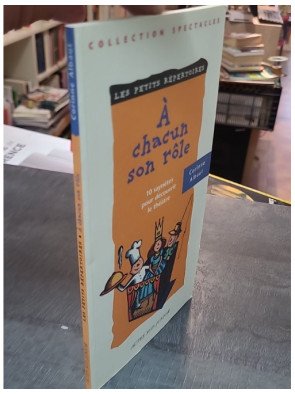 COLLECTION SPECTACLES
LES PETITS RÉPERTOIRES
À
chacun
son rôle
Corinne
Albaut
10 saynètes
pour découvrir
le théâtre
Corinne Albaut